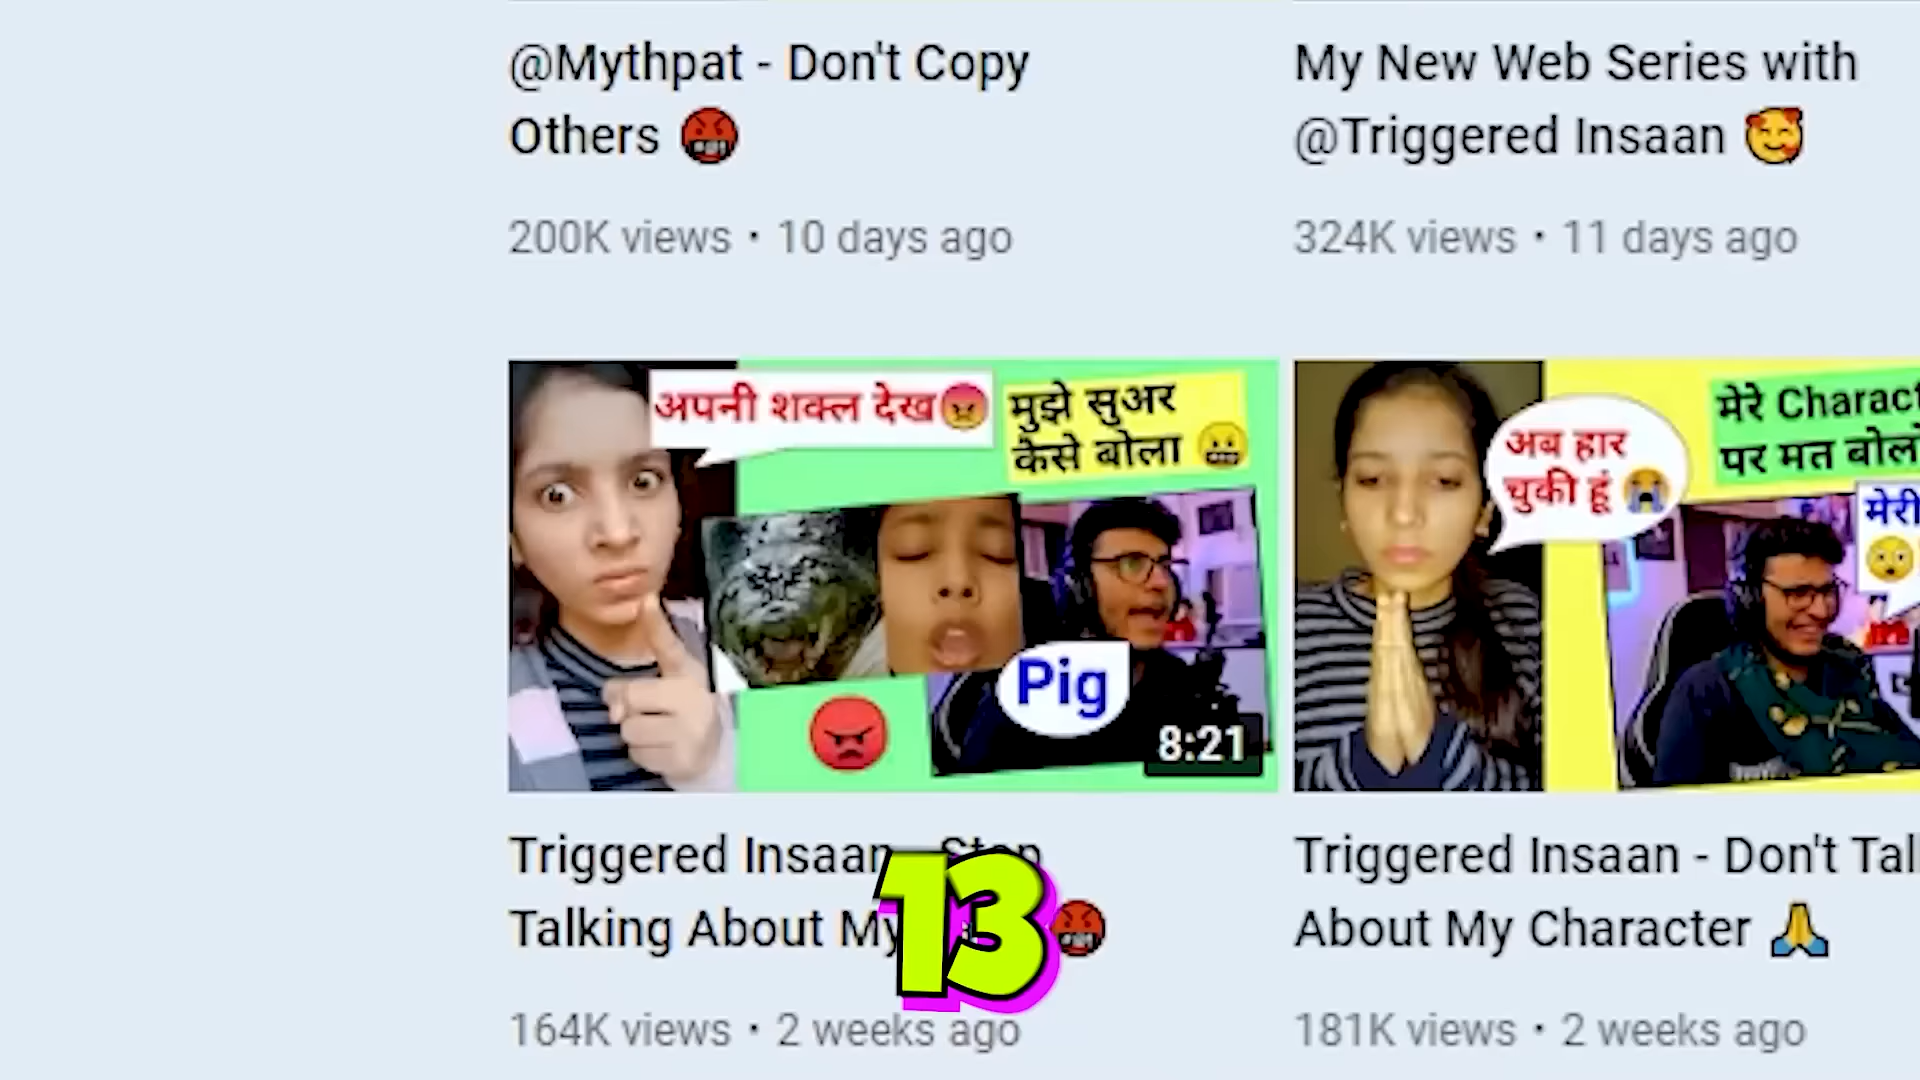 @Mythpat - Don't Copy
Others
200K views • 10 days ago
My New Web Series with
@Triggered Insaan
324K views • 11 days ago
अपनी शक्ल देख
मुझे सुअर
केसे बोला
Pig
8:21
अब हार
चुकी हूं
मेरे Charact
पर मत बोलो
मेरी
Triggered Insaan - Stop
Talking About My
13
164K views • 2 weeks ago
Triggered Insaan - Don't Tal
About My Character
181K views • 2 weeks ago